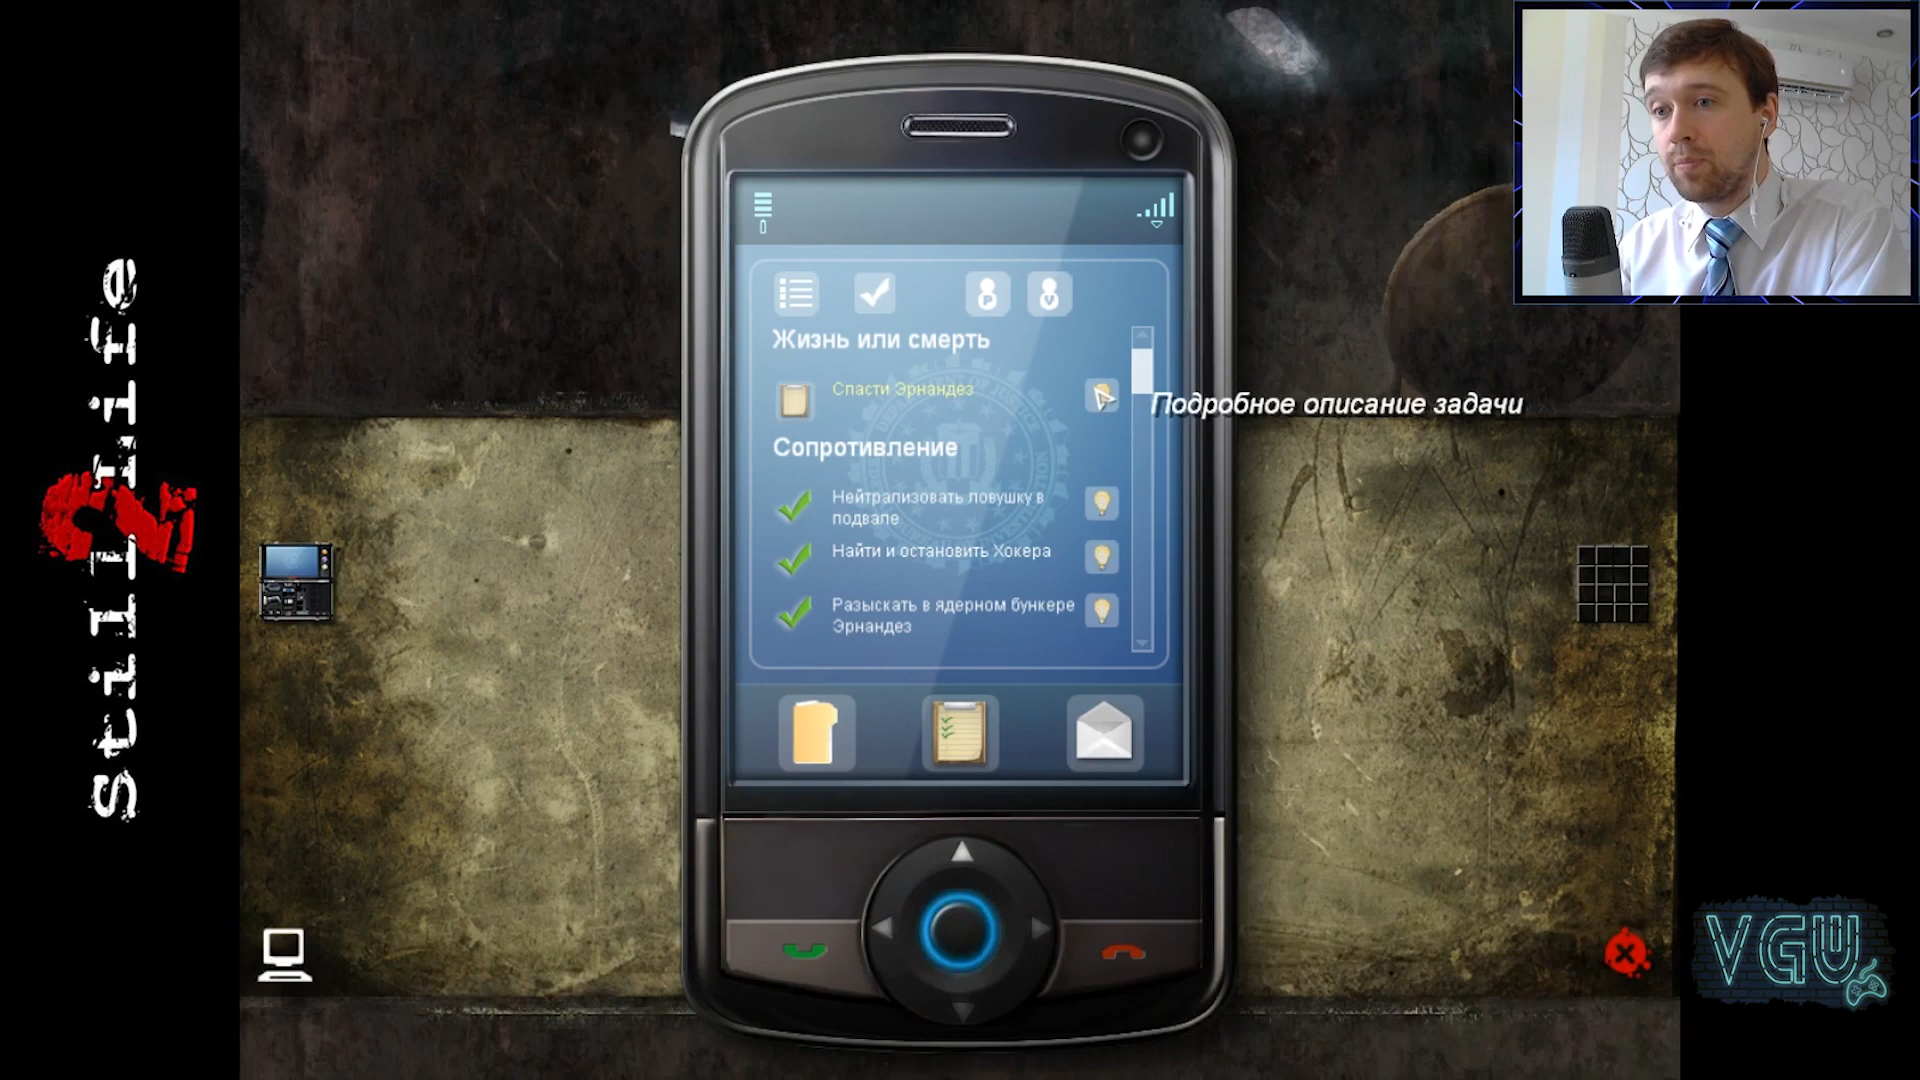 Still Life
2
Жизнь или смерть
Спасти Эрнандез
Подробное описание задачи
Сопротивление
Нейтрализовать ловушку в
подвале
Найти и остановить Хокера
Разыскать в ядерном бункере
Эрнандез
P
V
VGU